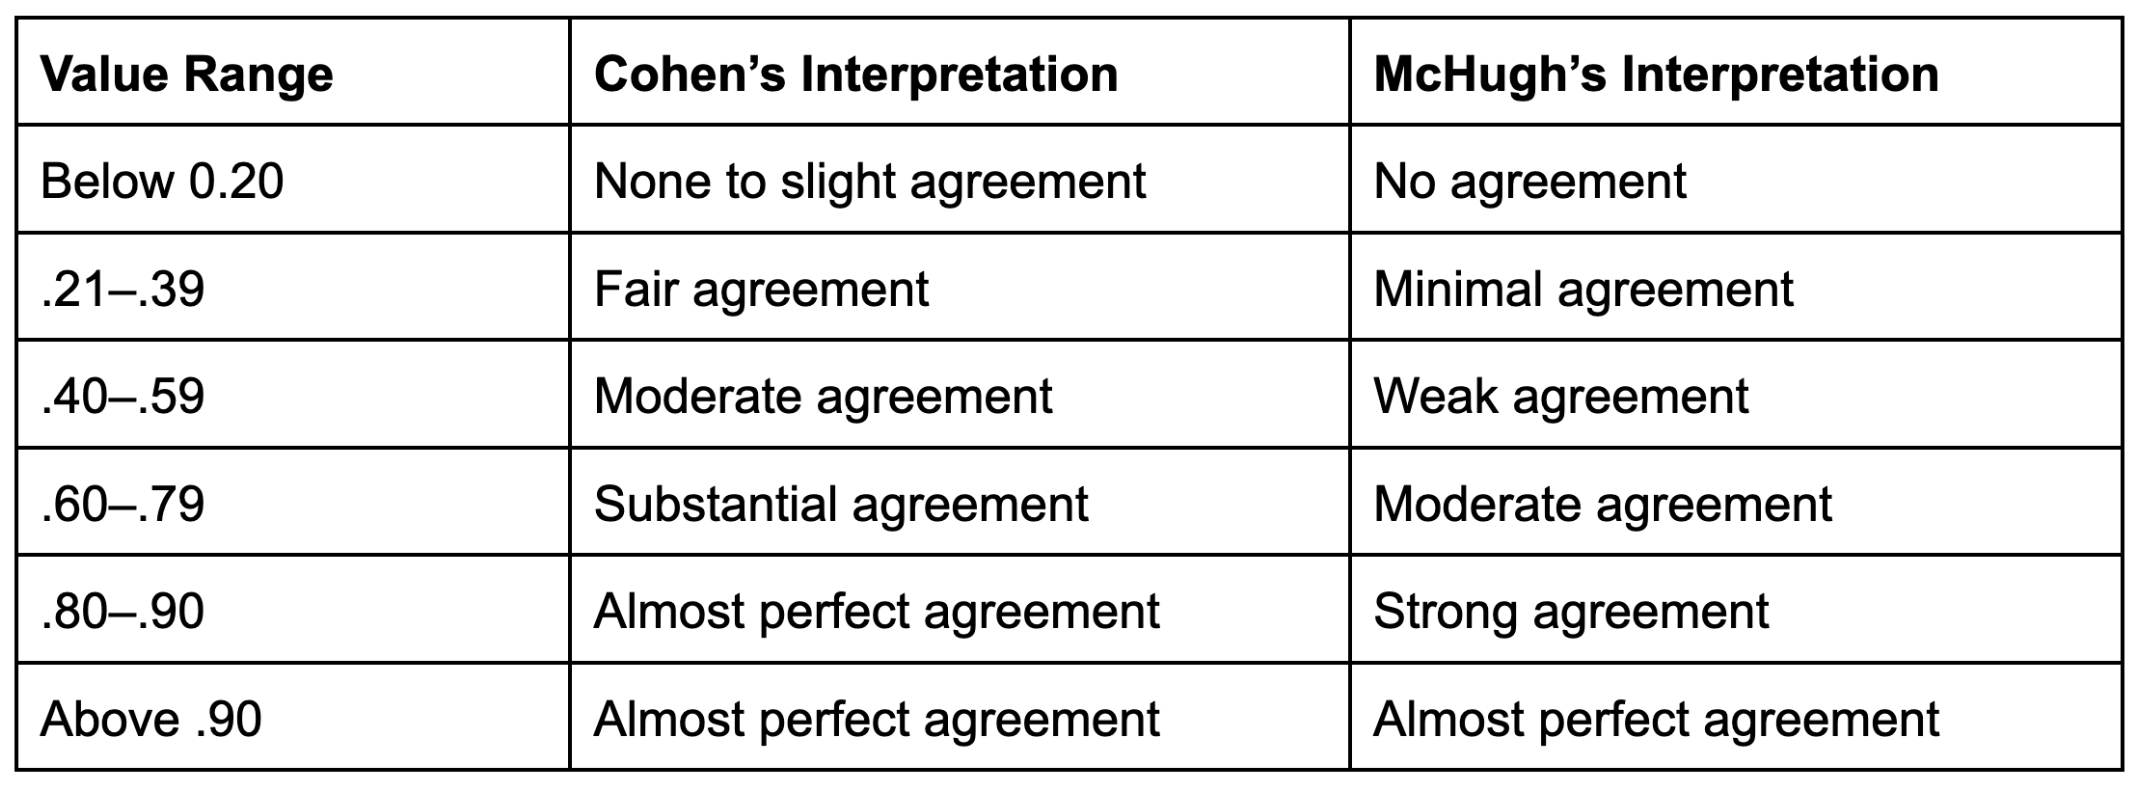 Value Range Cohen’s Interpretation McHugh’s Interpretation
Below 0.20 None to slight agreement No agreement
.21–.39 Fair agreement Minimal agreement
.40–.59 Moderate agreement Weak agreement
.60–.79 Substantial agreement Moderate agreement
.80–.90 Almost perfect agreement Strong agreement
Above .90 Almost perfect agreement Almost perfect agreement